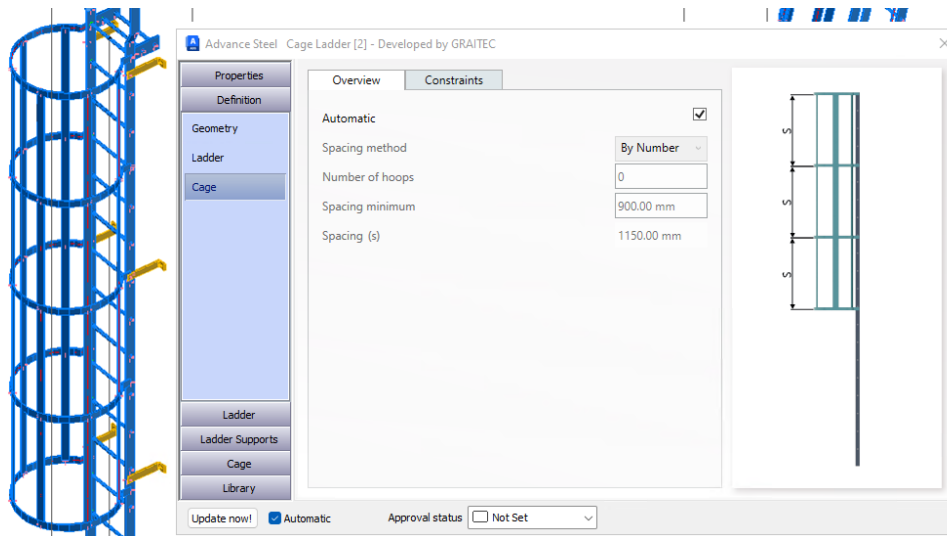 Advance Steel Cage Ladder [2] - Developed by GRAITEC
Properties
Definition
Geometry
Ladder
Cage
Ladder
Ladder Supports
Cage
Library
Overview Constraints
Automatic
Spacing method By Number
Number of hoops 0
Spacing minimum 900.00 mm
Spacing (s) 1150.00 mm
S
S
S
Update now! Automatic Approval status Not Set